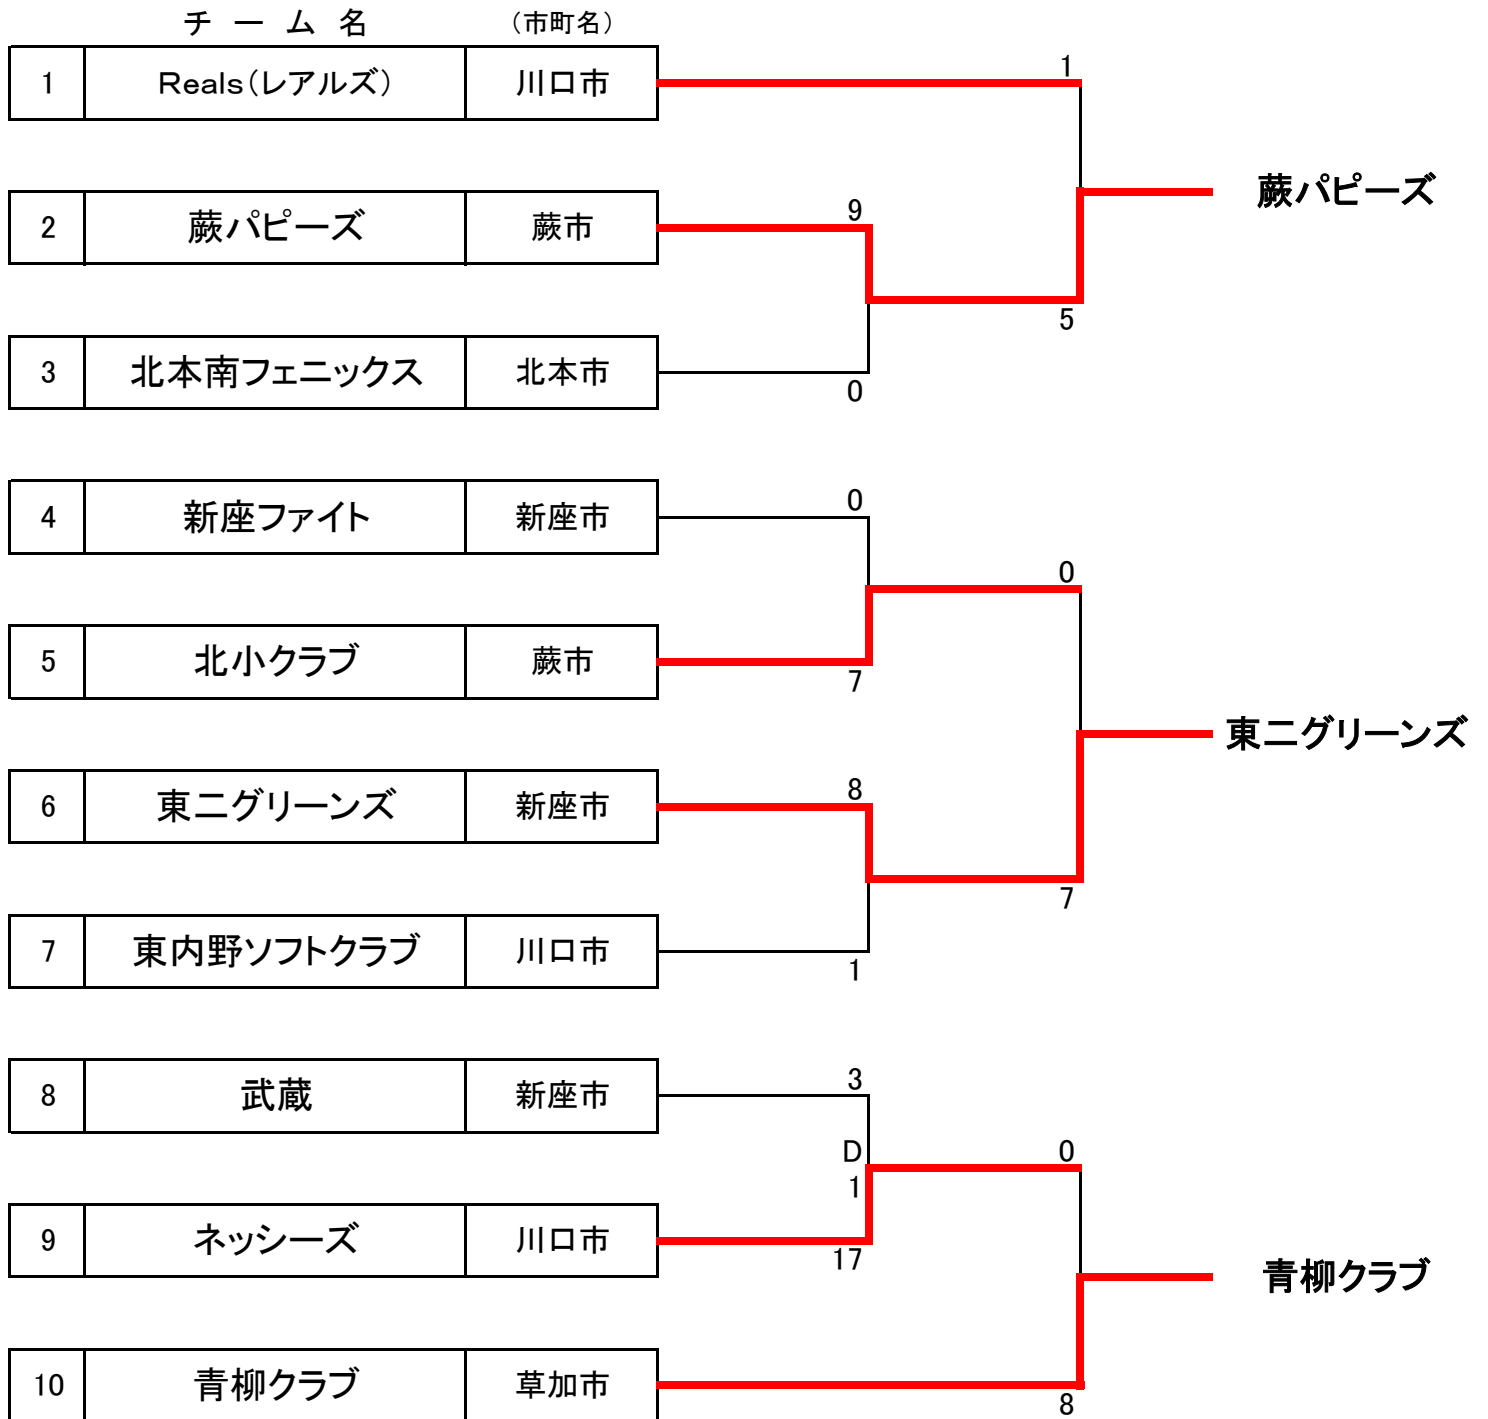 チーム名 (市町名)
1 Reals(レアルズ) 川口市 1
蕨パピーズ
2 蕨パピーズ 蕨市 9
5
3 北本南フェニックス 北本市 0
4 新座ファイト 新座市 0
0
5 北小クラブ 蕨市 7
東二グリーンズ
6 東二グリーンズ 新座市 8
7
7 東内野ソフトクラブ 川口市 1
8 武蔵 新座市 3
D 0
1
9 ネッシーズ 川口市 17
青柳クラブ
10 青柳クラブ 草加市 8